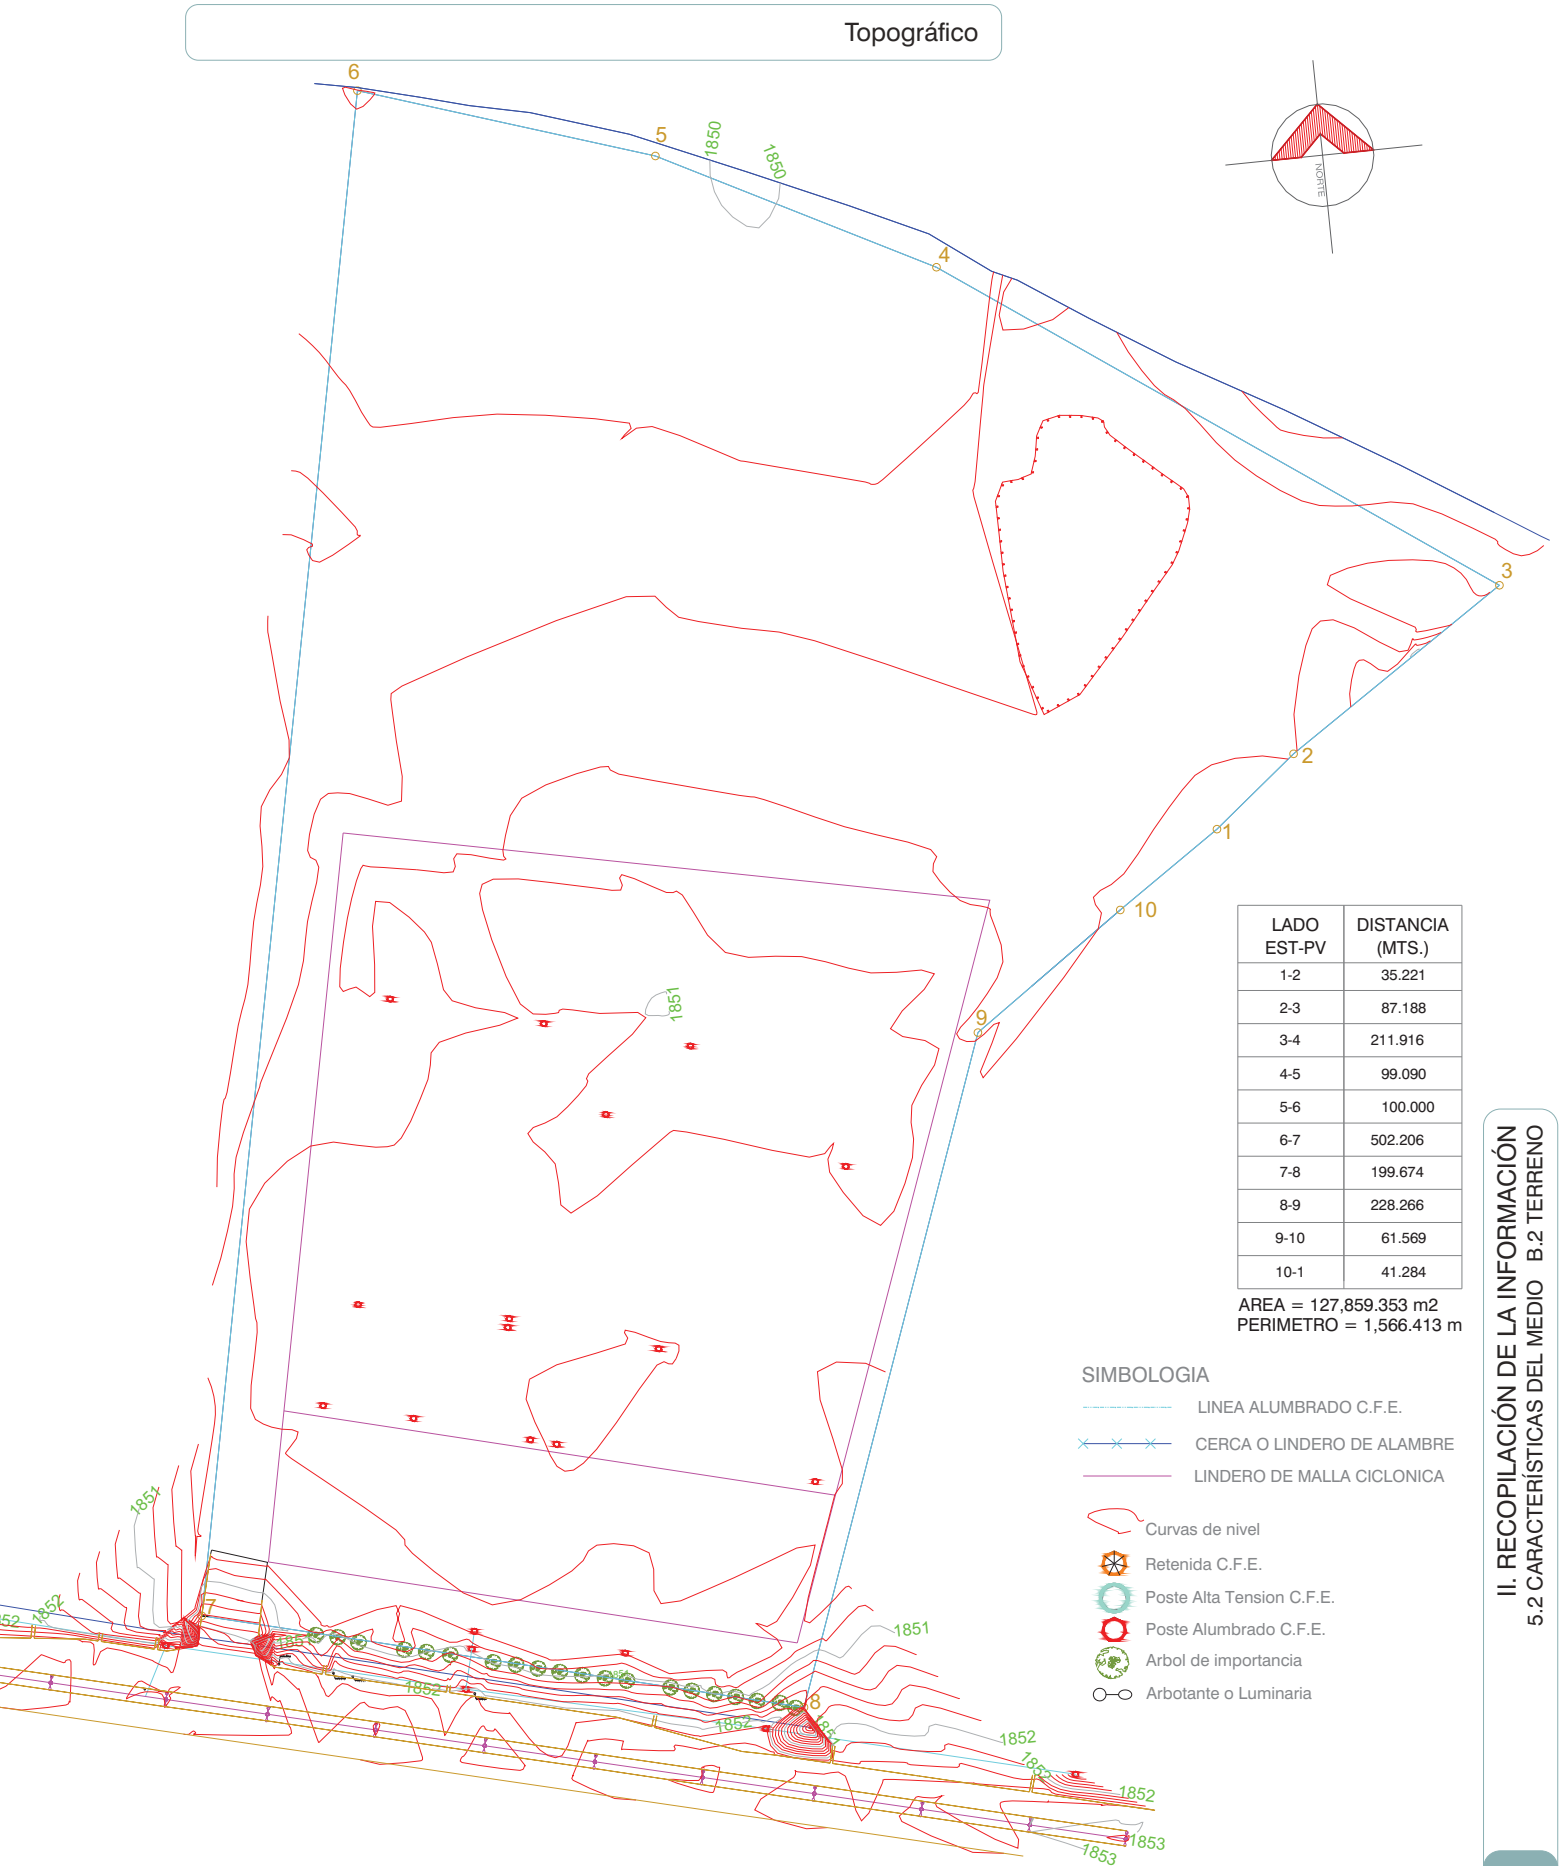 Topográfico
6
5
1850
1850
4
NORTE
3
2
1
10
9
1851
LADO EST-PV DISTANCIA (MTS.)
1-2 35.221
2-3 87.188
3-4 211.916
4-5 99.090
5-6 100.000
6-7 502.206
7-8 199.674
8-9 228.266
9-10 61.569
10-1 41.284
AREA = 127,859.353 m2
PERIMETRO = 1,566.413 m
SIMBOLOGIA
LINEA ALUMBRADO C.F.E.
CERCA O LINDERO DE ALAMBRE
LINDERO DE MALLA CICLONICA
Curvas de nivel
Retenida C.F.E.
Poste Alta Tension C.F.E.
Poste Alumbrado C.F.E.
Arbol de importancia
Arbotante o Luminaria
II. RECOPILACIÓN DE LA INFORMACIÓN
5.2 CARACTERÍSTICAS DEL MEDIO B.2 TERRENO
1851
1852
7
1851
1852
8
1852
1851
1852
1852
1853
1853